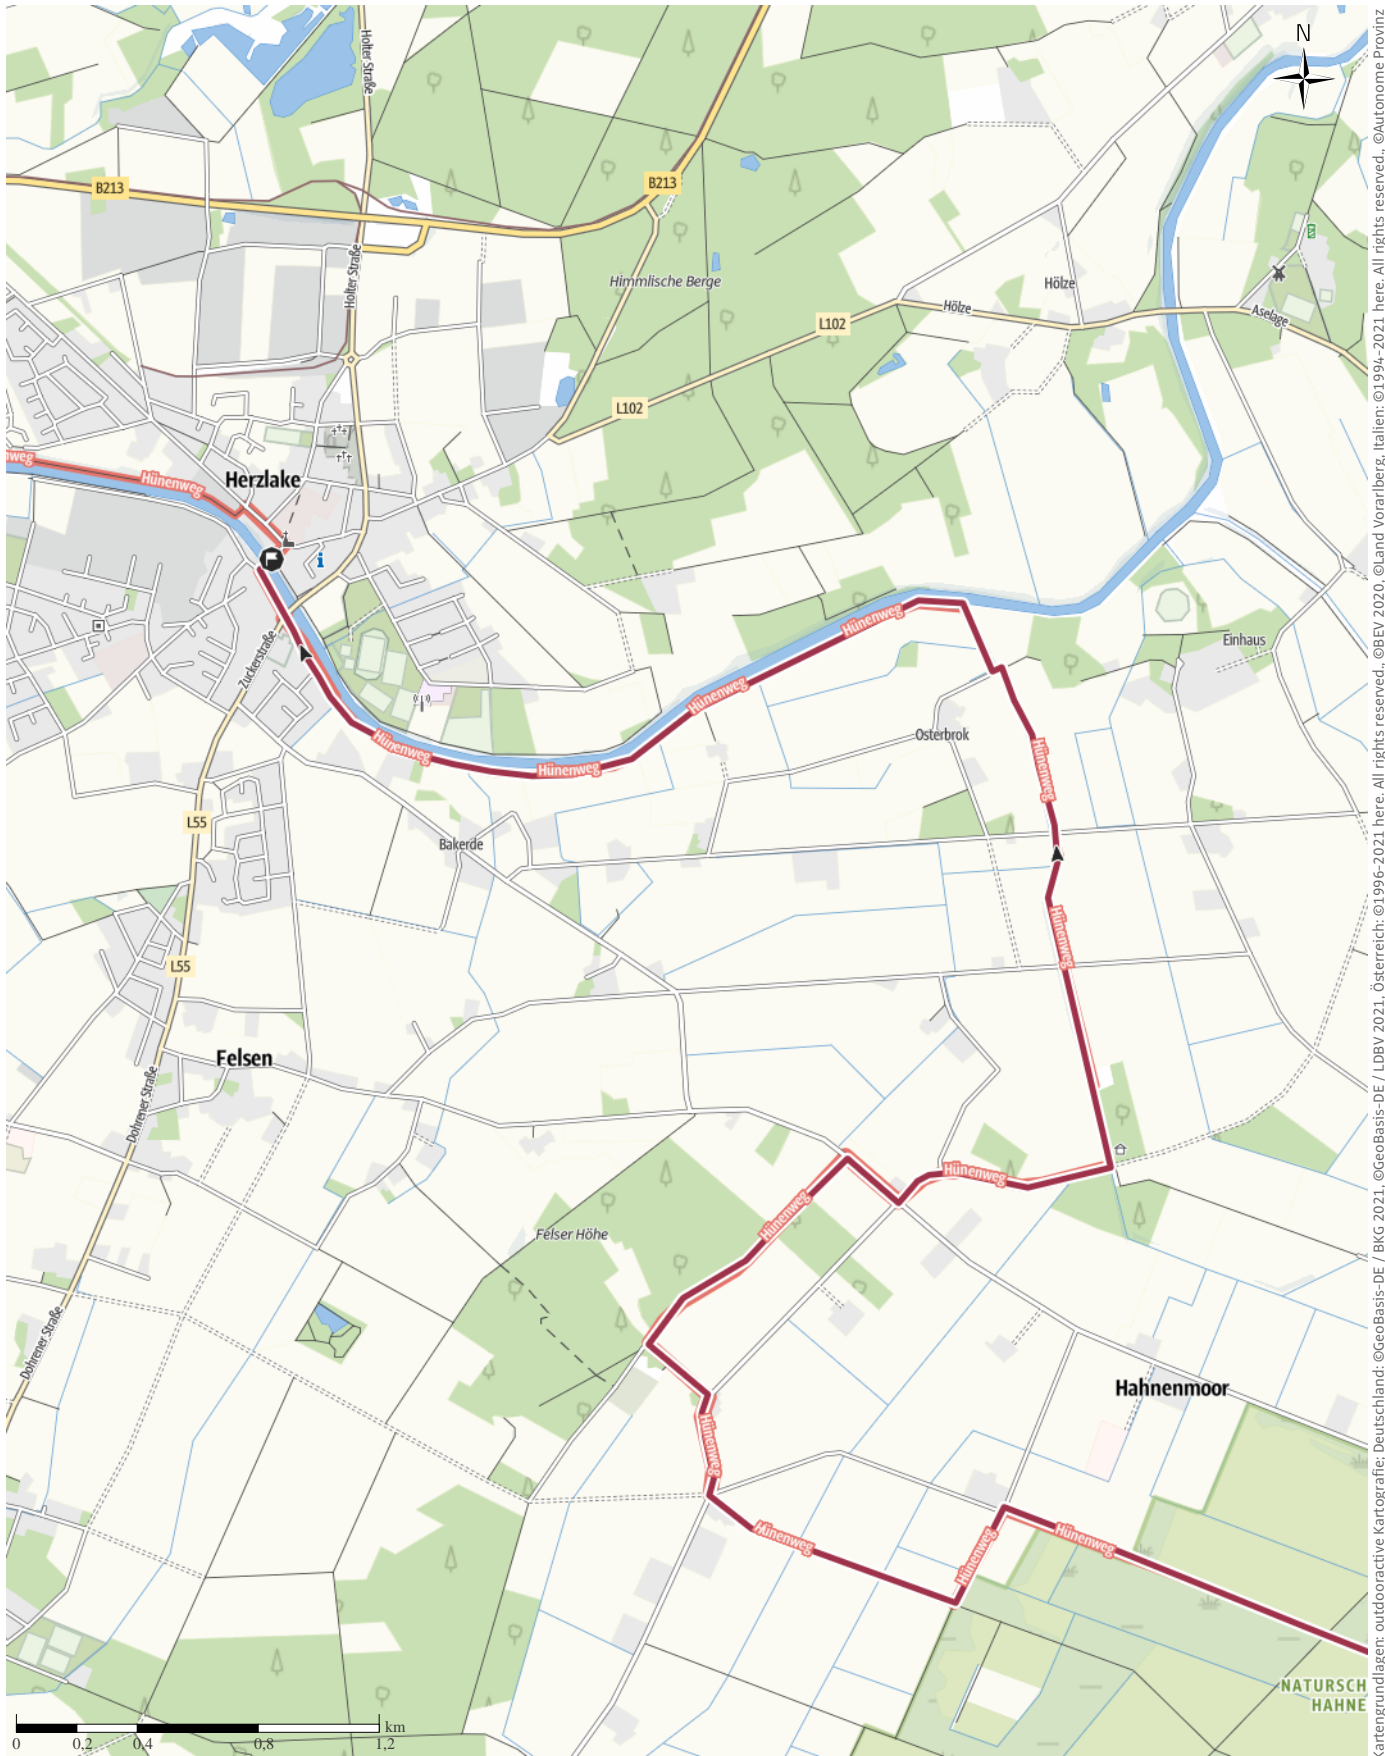 N
Holter Straße
B213
B213
Himmlische Berge
Holter Straße
Hölze
Hölze
L102
Aselage
L102
nweg
Hünenweg
Herzlake
Hünenweg
Einhaus
Zuckerstraße
Hünenweg
Osterbrok
Hünenweg
Hünenweg
Hünenweg
L55
Bakerde
Hünenweg
L55
Felsen
Dohrener Straße
Hünenweg
Hünenweg
Felser Höhe
Dohrener Straße
Hahnenmoor
Hünenweg
Hünenweg
Hünenweg
Hünenweg
NATURSCH
HAHNE
km
0
0,2
0,4
0,8
1,2
artengrundlagen: outdooractive Kartografie; Deutschland: ©GeoBasis-DE / BKG 2021, ©GeoBasis-DE / LDBV 2021, Österreich: ©1996-2021 here. All rights reserved., ©BEV 2020, ©Land Vorarlberg, Italien: ©1994-2021 here. All rights reserved., ©Autonome Provinz